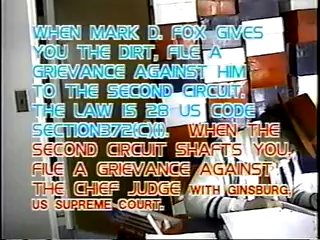 WHEN MARK D. FOX GIVES
YOU THE DIRT, FILE A
GRIEVANCE AGAINST HIM
TO THE SECOND CIRCUIT.
THE LAW IS 28 US CODE
SECTION372(C)(1). WHEN THE
SECOND CIRCUIT SHAFTS YOU,
FILE A GRIEVANCE AGAINST
THE CHIEF JUDGE WITH GINSBURG,
US SUPREME COURT.